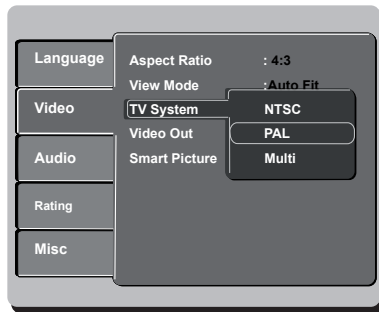 Language
Video
Audio
Rating
Misc
Aspect Ratio : 4:3
View Mode :Auto Fit
TV System
Video Out
Smart Picture
NTSC
PAL
Multi